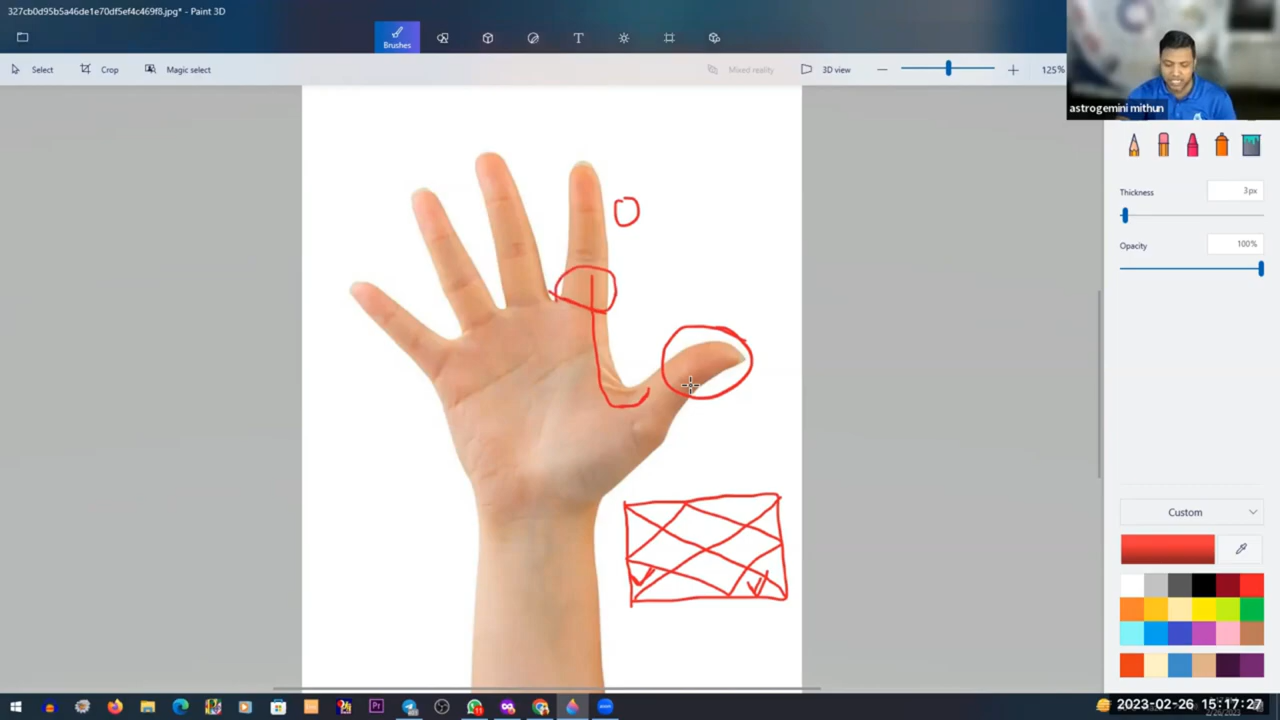 327cb0d95b5a46de1e70df5ef4c469f8.jpg* - Paint 3D
Brushes
Select
Crop
Magic select
Mixed reality
3D view
125%
astrogemini mithun
Thickness
3px
Opacity
100%
Custom
2023-02-26 15:17:27